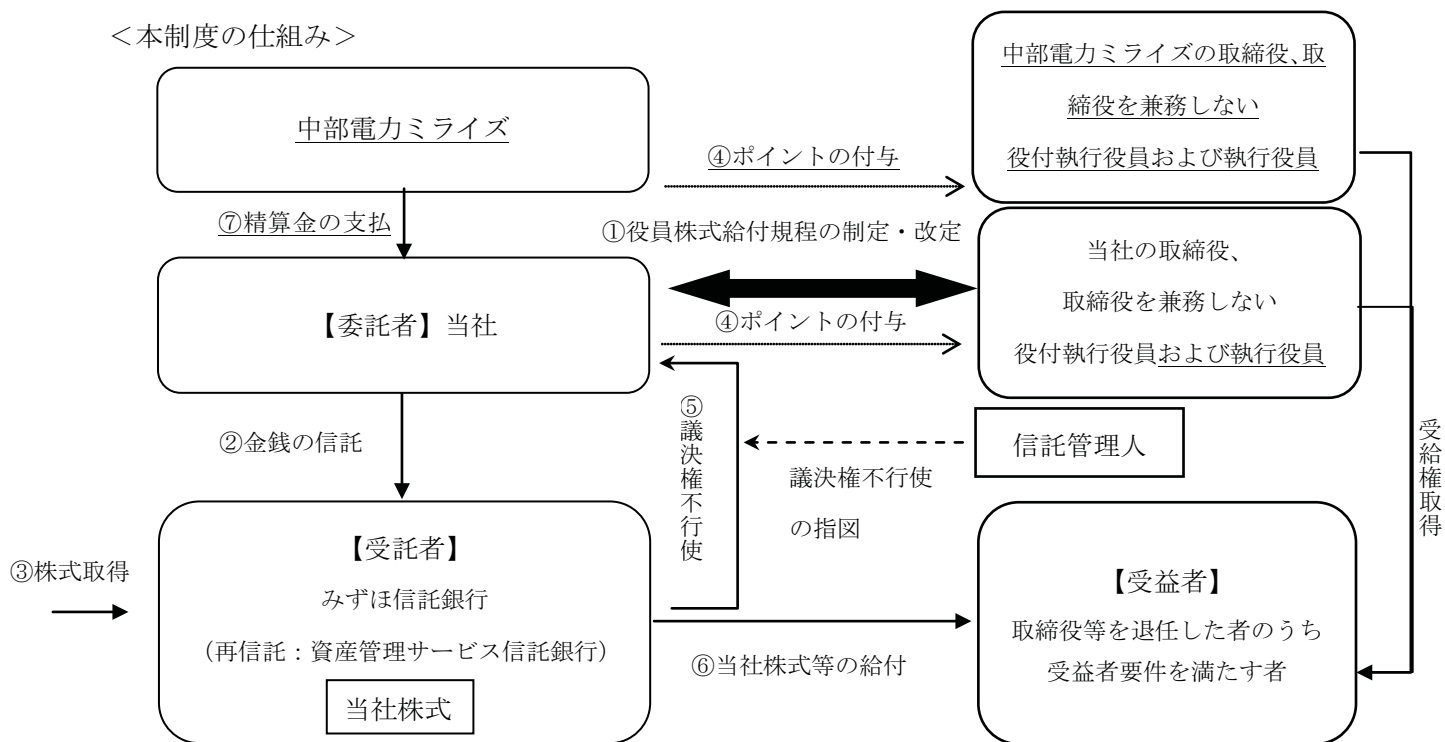 ＜本制度の仕組み＞
中部電力ミライズ
中部電力ミライズの取締役、取
締役を兼務しない
役付執行役員および執行役員
④ポイントの付与
⑦精算金の支払
①役員株式給付規程の制定・改定
【委託者】当社
当社の取締役、
取締役を兼務しない
役付執行役員および執行役員
④ポイントの付与
②金銭の信託
⑤議決権不行使
信託管理人
議決権不行使
の指図
受給権取得
③株式取得
【受託者】
みずほ信託銀行
（再信託：資産管理サービス信託銀行）
当社株式
⑥当社株式等の給付
【受益者】
取締役等を退任した者のうち
受益者要件を満たす者